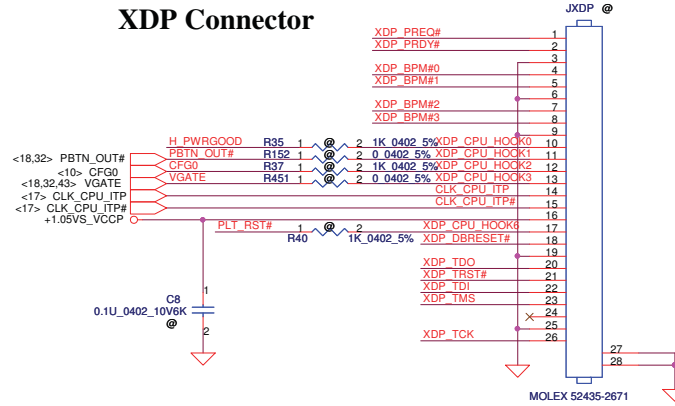 XDP Connector
JXDP @
XDP_PREQ# 1
XDP_PRDY# 2
3
XDP_BPM#0 4
XDP_BPM#1 5
6
XDP_BPM#2 7
XDP_BPM#3 8
9
H_PWRGOOD R35 1 @ 2 1K_0402_5% XDP_CPU_HOOK0 10
<18,32> PBTN_OUT# PBTN_OUT# R152 1 @ 2 0_0402_5% XDP_CPU_HOOK1 11
<10> CFG0 CFG0 R37 1 @ 2 1K_0402_5% XDP_CPU_HOOK2 12
<18,32,43> VGATE VGATE R451 1 @ 2 0_0402_5% XDP_CPU_HOOK3 13
<17> CLK_CPU_ITP CLK_CPU_ITP 14
<17> CLK_CPU_ITP# CLK_CPU_ITP# 15
+1.05VS_VCCP 16
PLT_RST# 1 @ 2 XDP_CPU_HOOK6 17
R40 1K_0402_5% XDP_DBRESET# 18
19
XDP_TDO 20
XDP_TRST# 21
XDP_TDI 22
XDP_TMS 23
24
25
XDP_TCK 26
1
C8
0.1U_0402_10V6K
@ 2
27
28
MOLEX 52435-2671